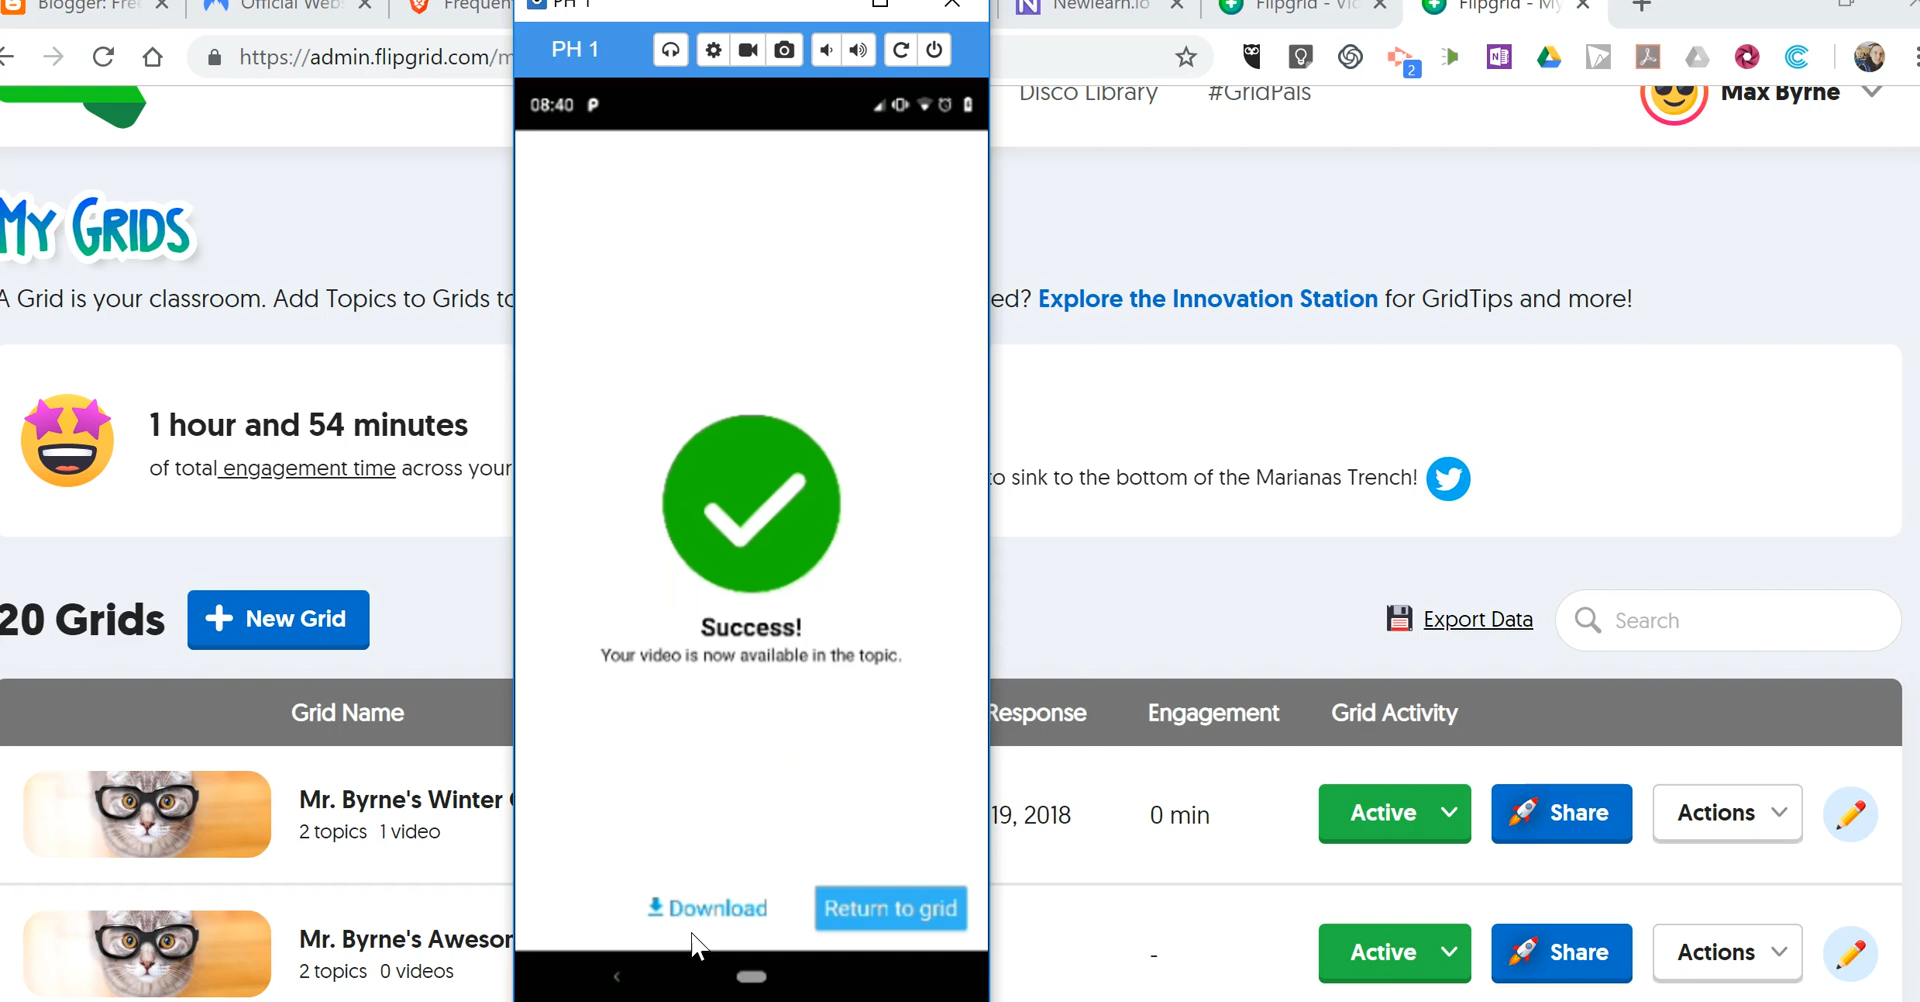 Blogger: Fre
Official Web
Frequen
PH 1
Newlearn.io
Flipgrid - Vi
Flipgrid - My
https://admin.flipgrid.com/m
PH 1
2
08:40
Disco Library
#GridPals
Max Byrne
My Grids
A Grid is your classroom. Add Topics to Grids to
ed? Explore the Innovation Station for GridTips and more!
1 hour and 54 minutes
of total engagement time across your
to sink to the bottom of the Marianas Trench!
Success!
Your video is now available in the topic.
20 Grids
New Grid
Export Data
Search
Grid Name
Response
Engagement
Grid Activity
Mr. Byrne's Winter
2 topics 1 video
19, 2018
0 min
Active
Share
Actions
Download
Return to grid
Mr. Byrne's Awesor
2 topics 0 videos
-
Active
Share
Actions